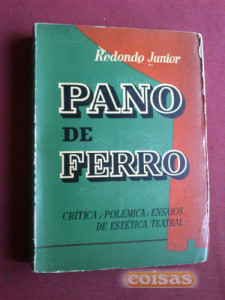 Redondo Junior
PANO
DE
FERRO
CRÍTICA, POLÉMICA, ENSAIOS
DE ESTÉTICA TEATRAL
coisas